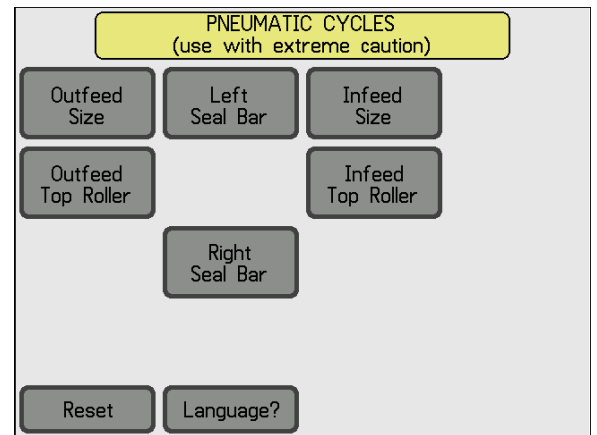 PNEUMATIC CYCLES
(use with extreme caution)
Outfeed
Size
Left
Seal Bar
Infeed
Size
Outfeed
Top Roller
Infeed
Top Roller
Right
Seal Bar
Reset
Language?